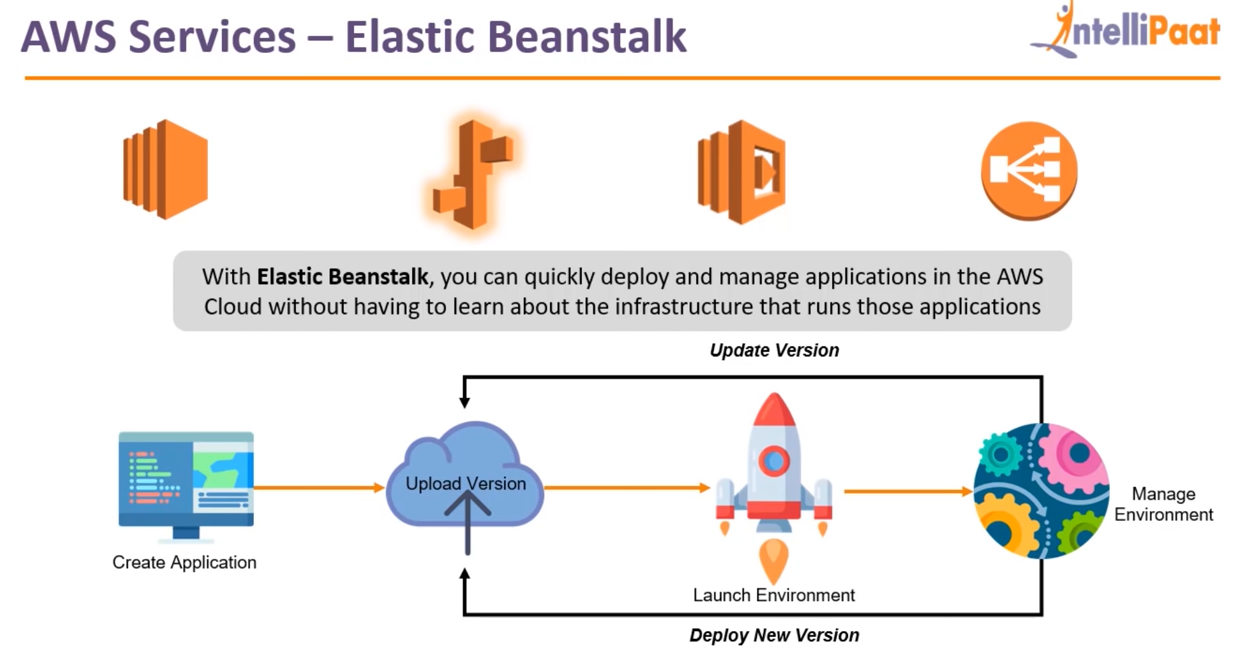 AWS Services – Elastic Beanstalk
IntelliPaat
With Elastic Beanstalk, you can quickly deploy and manage applications in the AWS
Cloud without having to learn about the infrastructure that runs those applications
Update Version
Create Application
Upload Version
Launch Environment
Manage
Environment
Deploy New Version